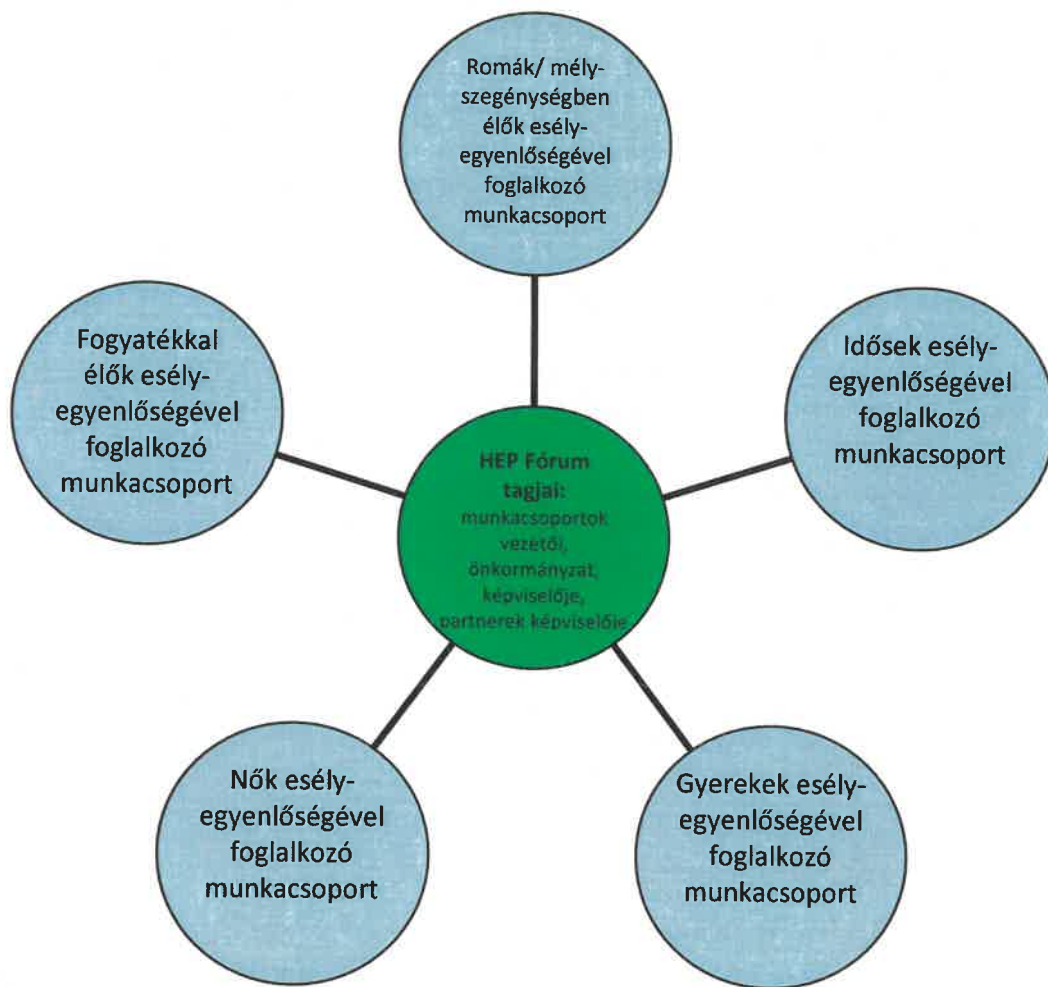 Romák/ mély-
szegénységben
élők esély-
egyenlőségével
foglalkozó
munkacsoport
Fogyatékkal
élők esély-
egyenlőségével
foglalkozó
munkacsoport
Idősek esély-
egyenlőségével
foglalkozó
munkacsoport
HEP Fórum
tagjai:
munkacsoportok
vezetői,
önkormányzat,
képviselője,
partnerek képviselője
Nők esély-
egyenlőségével
foglalkozó
munkacsoport
Gyerekek esély-
egyenlőségével
foglalkozó
munkacsoport